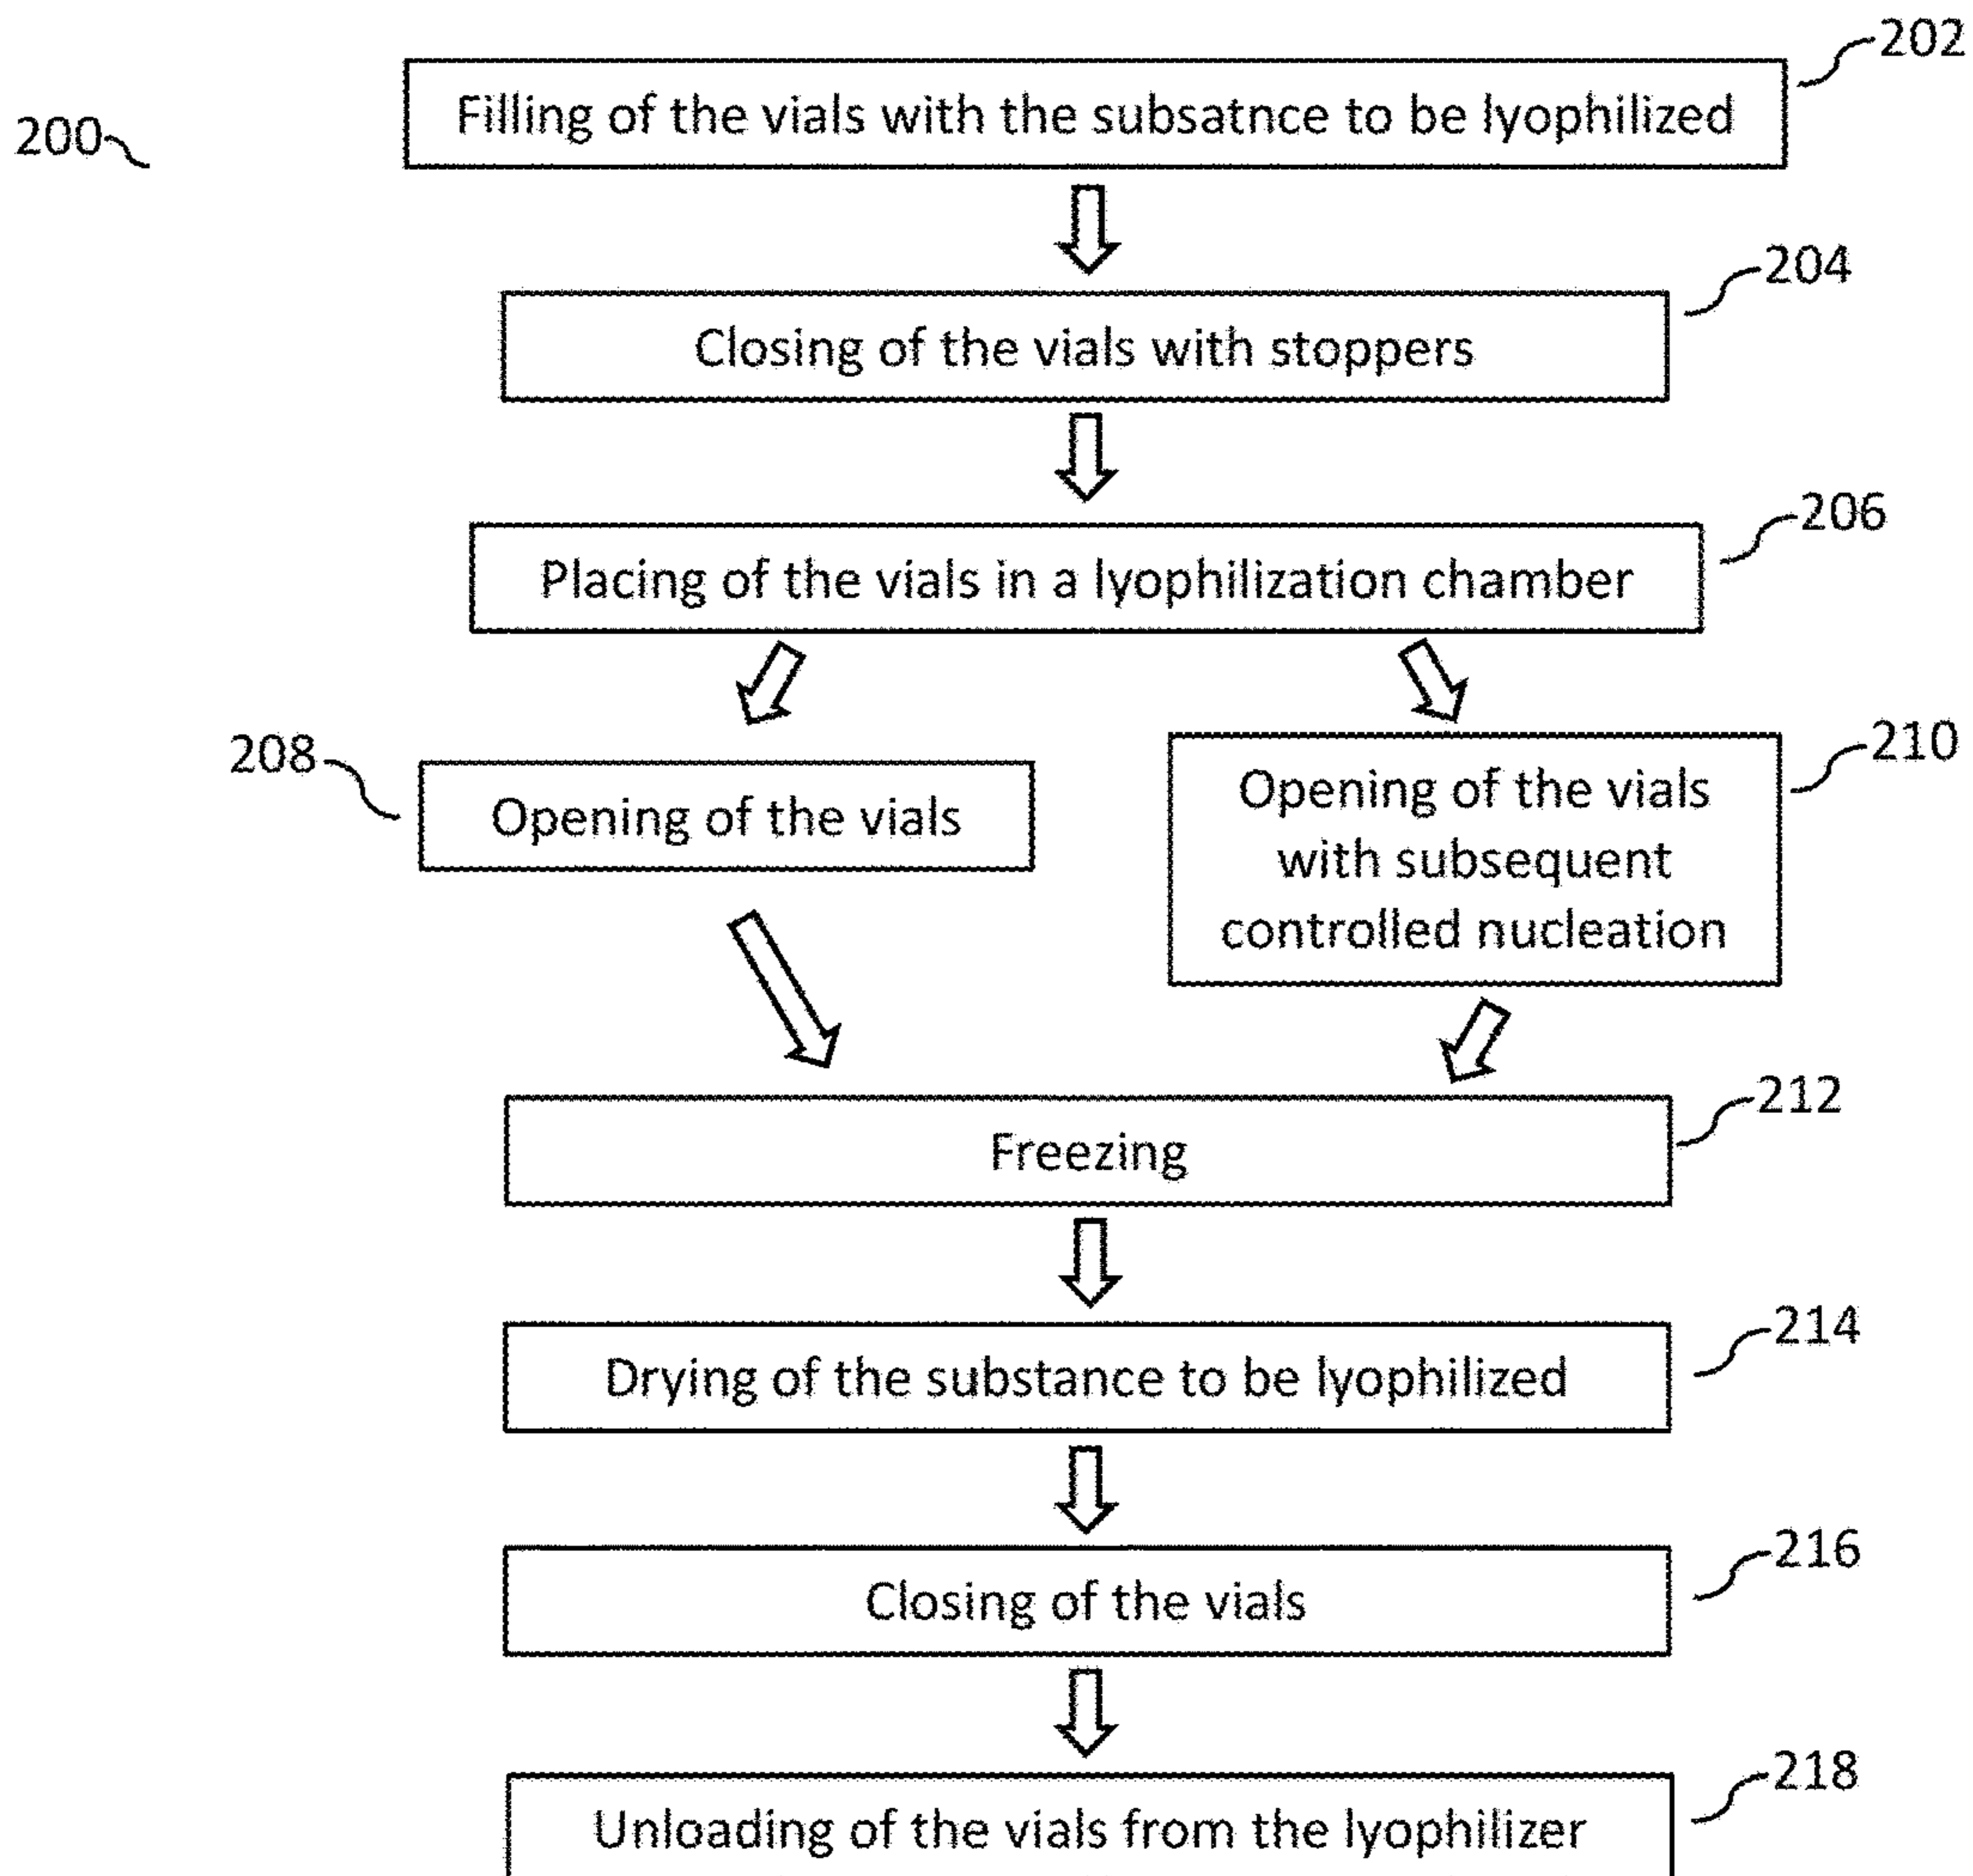 202
200
Filling of the vials with the subsatnce to be lyophilized
204
Closing of the vials with stoppers
206
Placing of the vials in a lyophilization chamber
208
Opening of the vials
210
Opening of the vials
with subsequent
controlled nucleation
212
Freezing
214
Drying of the substance to be lyophilized
216
Closing of the vials
218
Unloading of the vials from the lyophilizer